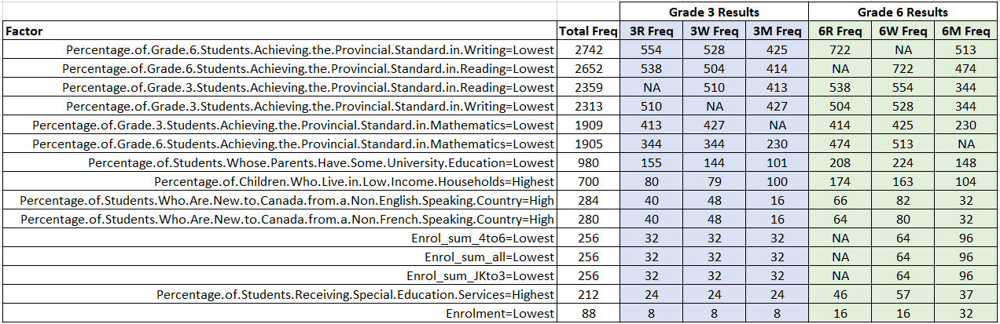 Grade 3 Results Grade 6 Results
Factor Total Freq 3R Freq 3W Freq 3M Freq 6R Freq 6W Freq 6M Freq
Percentage.of.Grade.6.Students.Achieving.the.Provincial.Standard.in.Writing=Lowest 2742 554 528 425 722 NA 513
Percentage.of.Grade.6.Students.Achieving.the.Provincial.Standard.in.Reading=Lowest 2652 538 504 414 NA 722 474
Percentage.of.Grade.3.Students.Achieving.the.Provincial.Standard.in.Reading=Lowest 2359 NA 510 413 538 554 344
Percentage.of.Grade.3.Students.Achieving.the.Provincial.Standard.in.Writing=Lowest 2313 510 NA 427 504 528 344
Percentage.of.Grade.3.Students.Achieving.the.Provincial.Standard.in.Mathematics=Lowest 1909 413 427 NA 414 425 230
Percentage.of.Grade.6.Students.Achieving.the.Provincial.Standard.in.Mathematics=Lowest 1905 344 344 230 474 513 NA
Percentage.of.Students.Whose.Parents.Have.Some.University.Education=Lowest 980 155 144 101 208 224 148
Percentage.of.Children.Who.Live.in.Low.Income.Households=Highest 700 80 79 100 174 163 104
Percentage.of.Students.Who.Are.New.to.Canada.from.a.Non.English.Speaking.Country=High 284 40 48 16 66 82 32
Percentage.of.Students.Who.Are.New.to.Canada.from.a.Non.French.Speaking.Country=High 280 40 48 16 64 80 32
Enrol_sum_4to6=Lowest 256 32 32 32 NA 64 96
Enrol_sum_all=Lowest 256 32 32 32 NA 64 96
Enrol_sum_JKto3=Lowest 256 32 32 32 NA 64 96
Percentage.of.Students.Receiving.Special.Education.Services=Highest 212 24 24 24 46 57 37
Enrolment=Lowest 88 8 8 8 16 16 32